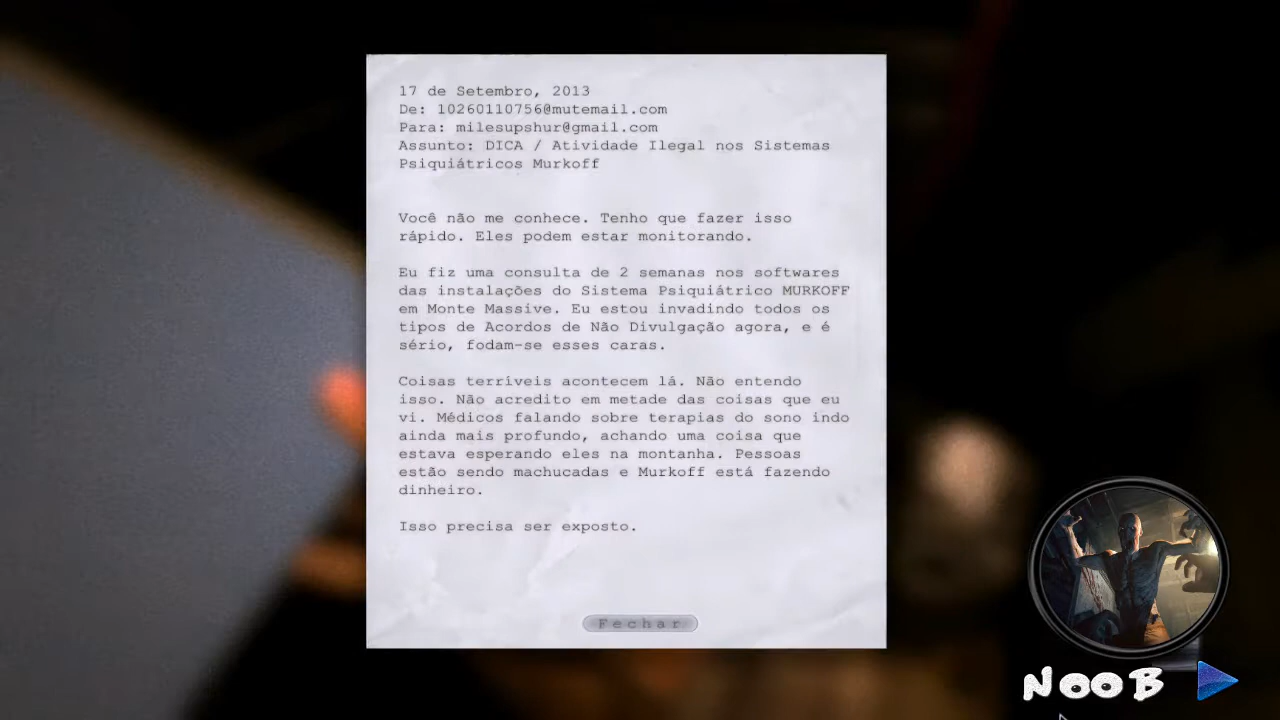 17 de Setembro, 2013
De: 10260110756@mutemail.com
Para: milesupshur@gmail.com
Assunto: DICA / Atividade Ilegal nos Sistemas
Psiquiátricos Murkoff
Você não me conhece. Tenho que fazer isso
rápido. Eles podem estar monitorando.
Eu fiz uma consulta de 2 semanas nos softwares
das instalações do Sistema Psiquiátrico MURKOFF
em Monte Massive. Eu estou invadindo todos os
tipos de Acordos de Não Divulgação agora, e é
sério, fodam-se esses caras.
Coisas terríveis acontecem lá. Não entendo
isso. Não acredito em metade das coisas que eu
vi. Médicos falando sobre terapias do sono indo
ainda mais profundo, achando uma coisa que
estava esperando eles na montanha. Pessoas
estão sendo machucadas e Murkoff está fazendo
dinheiro.
Isso precisa ser exposto.
Fechar
NooB